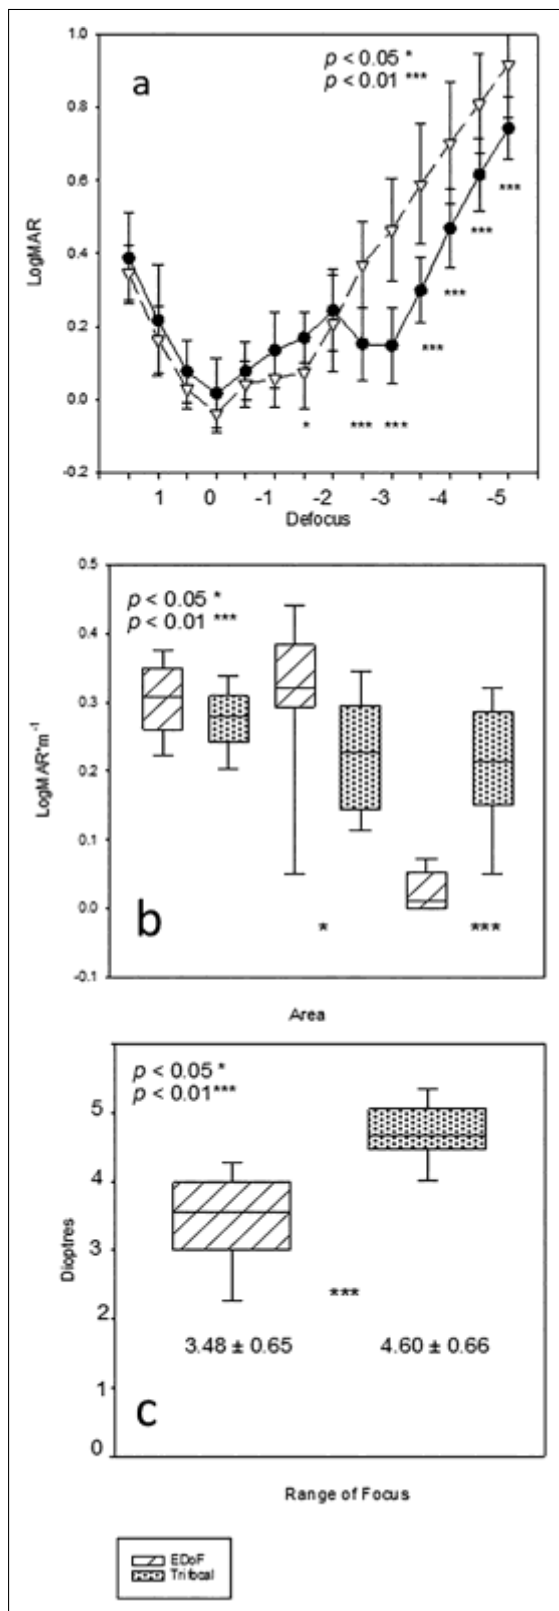 a
p < 0.05 *
p < 0.01 ***
LogMAR
1.0
0.8
0.6
0.4
0.2
0.0
-0.2
*
***
***
***
***
***
***
1 0 -1 -2 -3 -4 -5
Defocus
p < 0.05 *
p < 0.01 ***
LogMAR*m-1
0.5
0.4
0.3
0.2
0.1
0.0
-0.1
b
*
***
Area
p < 0.05 *
p < 0.01***
Dioptres
5
4
3
2
1
0
***
3.48 ± 0.65
4.60 ± 0.66
c
Range of Focus
EDoF
Trifocal